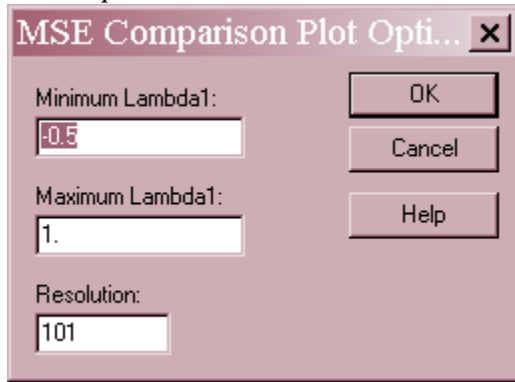 MSE Comparison Plot Opti...
Minimum Lambda1:
-0.5
Maximum Lambda1:
1.
Resolution:
101
OK
Cancel
Help